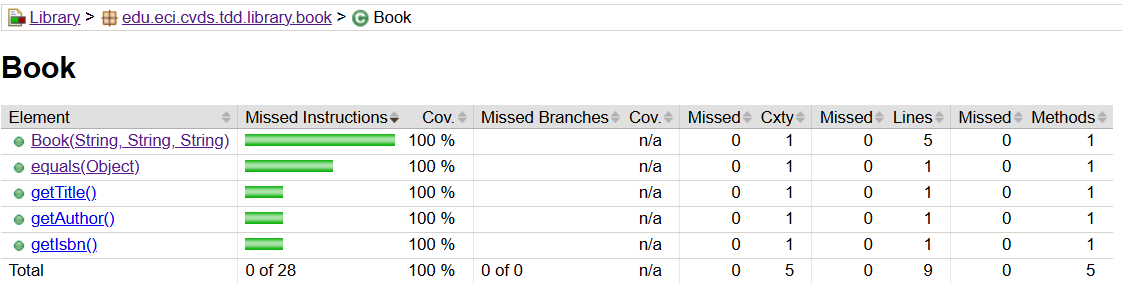 Library > edu.eci.cvds.tdd.library.book > Book
Book
Element Missed Instructions Cov. Missed Branches Cov. Missed Cxty Missed Lines Missed Methods
Book(String, String, String) 100 % n/a 0 1 0 5 0 1
equals(Object) 100 % n/a 0 1 0 1 0 1
getTitle() 100 % n/a 0 1 0 1 0 1
getAuthor() 100 % n/a 0 1 0 1 0 1
getIsbn() 100 % n/a 0 1 0 1 0 1
Total 0 of 28 100 % 0 of 0 n/a 0 5 0 9 0 5